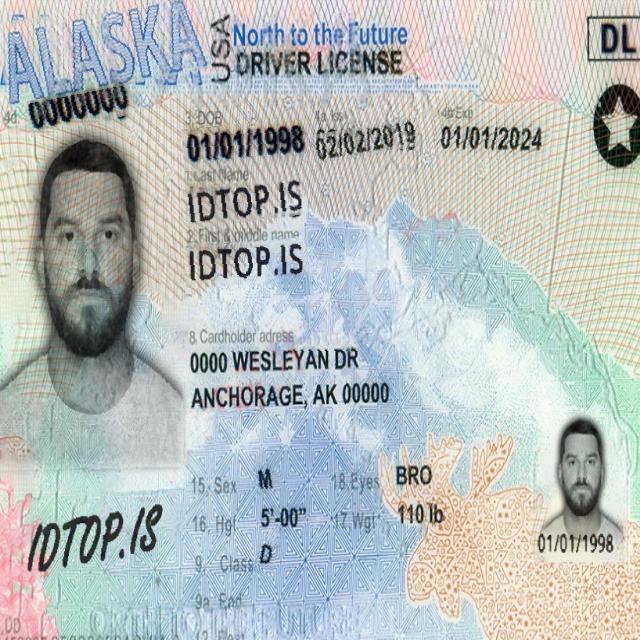 ALASKA
USA
North to the Future
DRIVER LICENSE
DL
4d
0000000
3. DOB
4a. Iss
4b Exp
01/01/1998
02/02/2019
01/01/2024
1. Last Name
IDTOP.IS
2. First & middle name
IDTOP.IS
8 Cardholder adress
0000 WESLEYAN DR
ANCHORAGE, AK 00000
15. Sex M
18. Eyes BRO
16. Hgt 5'-00"
17. Wgt 110 lb
9. Class D
9a. End
IDTOP.IS
01/01/1998
DD